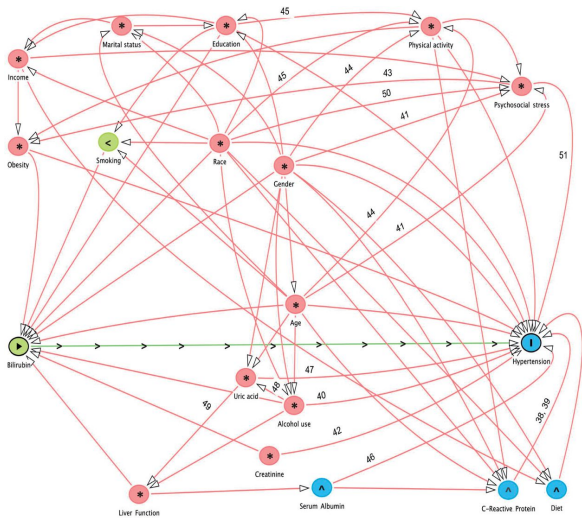 45
Marital status
Education
Physical activity
Income
45
44
43
50
Psychosocial stress
41
Obesity
Smoking
Race
Gender
51
44
41
Age
Bilirubin
Hypertension
47
Uric acid
48
49
40
Alcohol use
38, 39
42
Creatinine
46
Liver Function
Serum Albumin
C-Reactive Protein
Diet